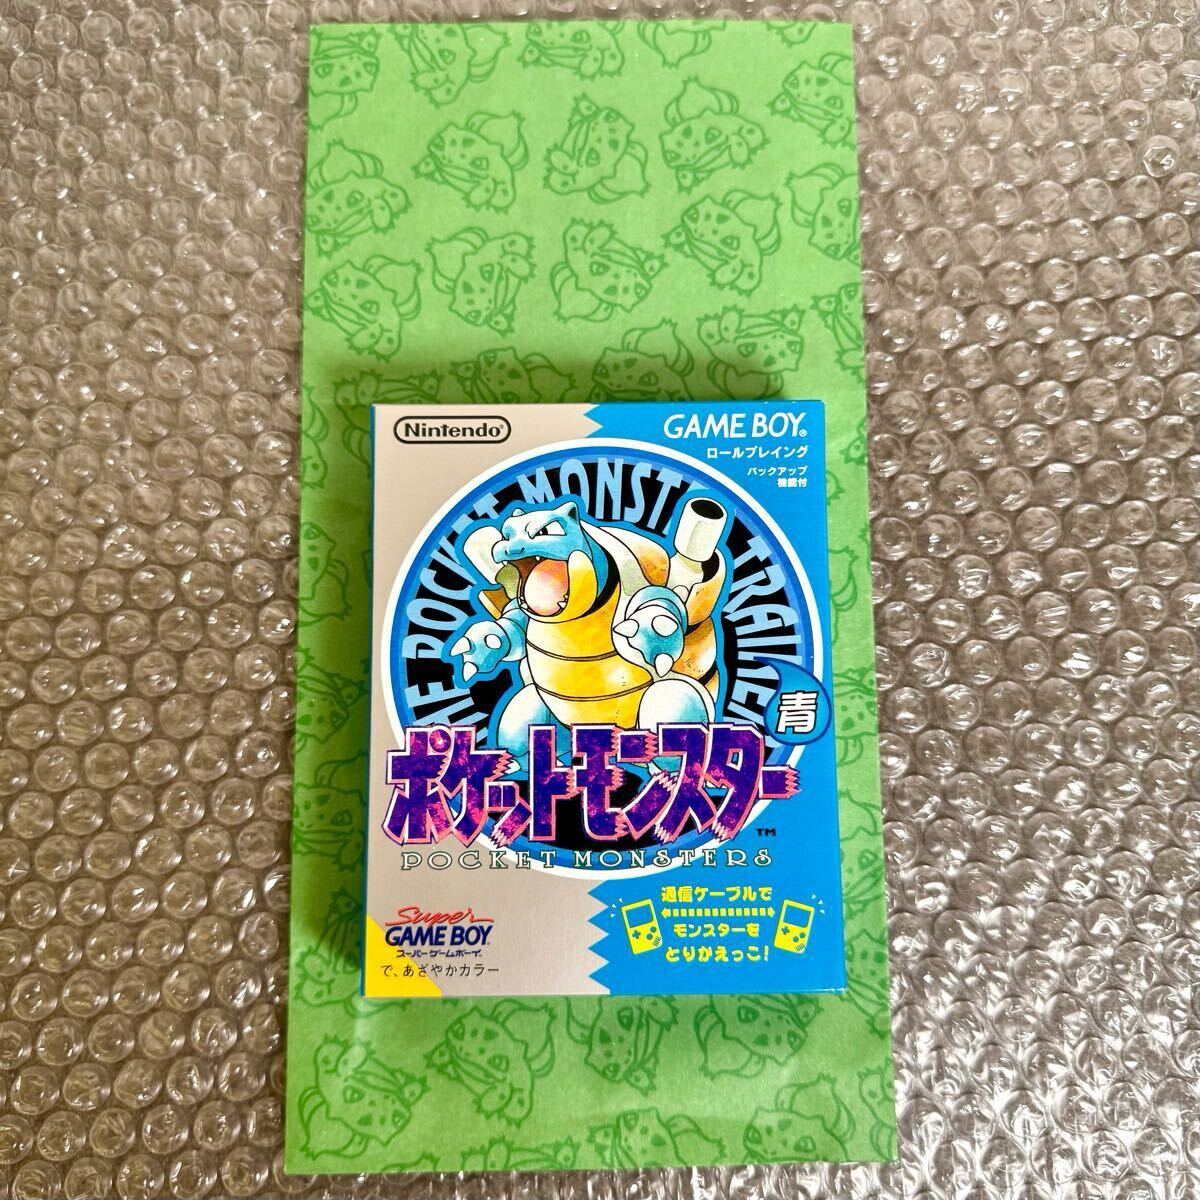 Nintendo®
GAME BOY®
ロールプレイング
バックアップ
機能付
THE POCKET MONSTER TRAINER
青
ポケットモンスター
TM
POCKET MONSTERS
通信ケーブルで
モンスターを
とりかえっこ!
Super
GAME BOY
スーパーゲームボーイ
で、あざやかカラー